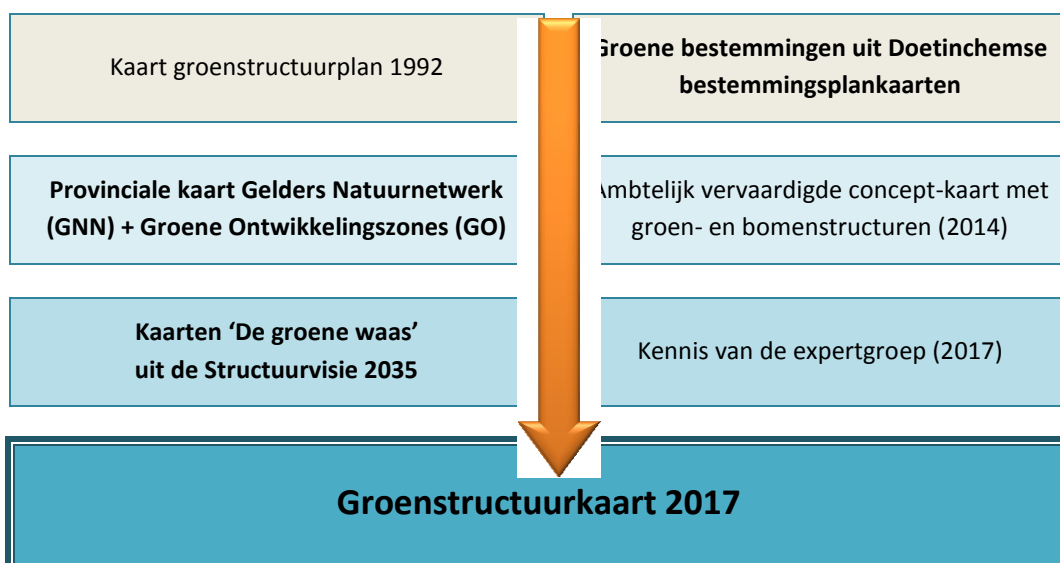 Kaart groenstructuurplan 1992
Groene bestemmingen uit Doetinchemse
bestemmingsplankaarten
Provinciale kaart Gelders Natuurnetwerk
(GNN) + Groene Ontwikkelingszones (GO)
Ambtelijk vervaardigde concept-kaart met
groen- en bomenstructuren (2014)
Kaarten ‘De groene waas’
uit de Structuurvisie 2035
Kennis van de expertgroep (2017)
Groenstructuurkaart 2017